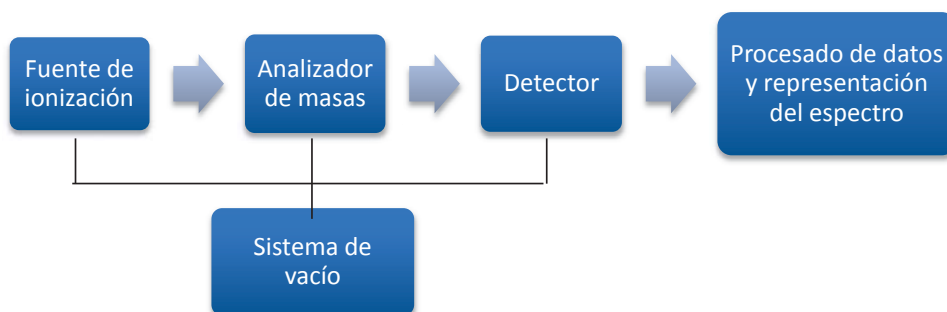 Fuente de
ionización
Analizador
de masas
Detector
Procesado de datos
y representación
del espectro
Sistema de
vacío